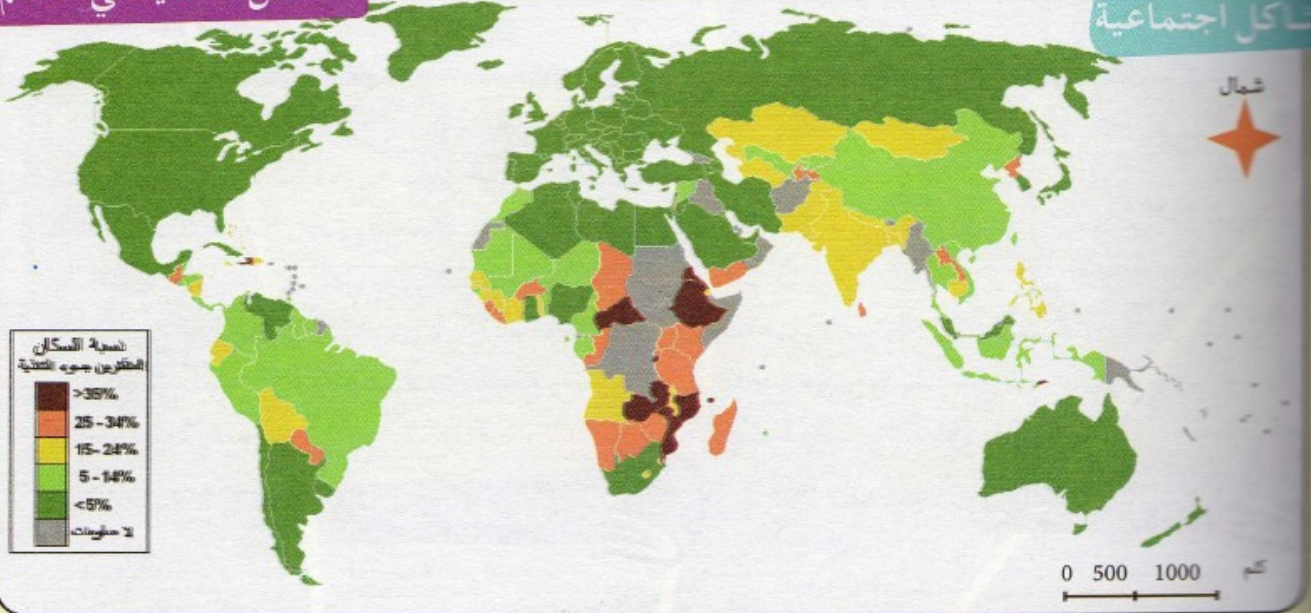 كل اجتماعية
شمال
نسبة السكان
المتأثرين بسوء التغذية
>35%
25 - 34%
15 - 24%
5 - 14%
<5%
لا معلومات
0 500 1000 كلم